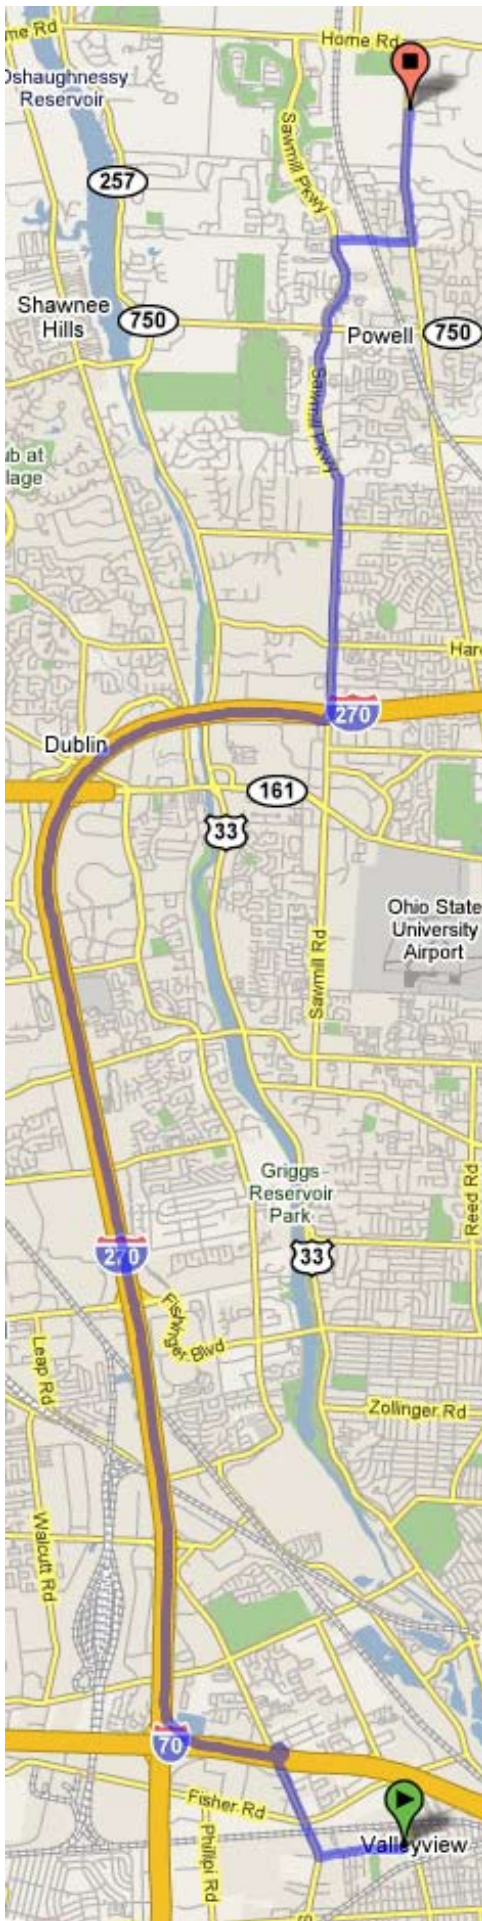 me Rd
Home Rd
Oshaughnessy
Reservoir
Sawmill Pkwy
257
Shawnee
Hills
750
Powell
750
Sawmill Pkwy
ub at
lage
Har
270
Dublin
161
33
Ohio State
University
Airport
Sawmill Rd
Griggs
Reservoir
Park
Reed Rd
33
270
Fishinger Blvd
Leap Rd
Zollinger Rd
Walcutt Rd
70
Fisher Rd
Valleyview
Phillipi Rd